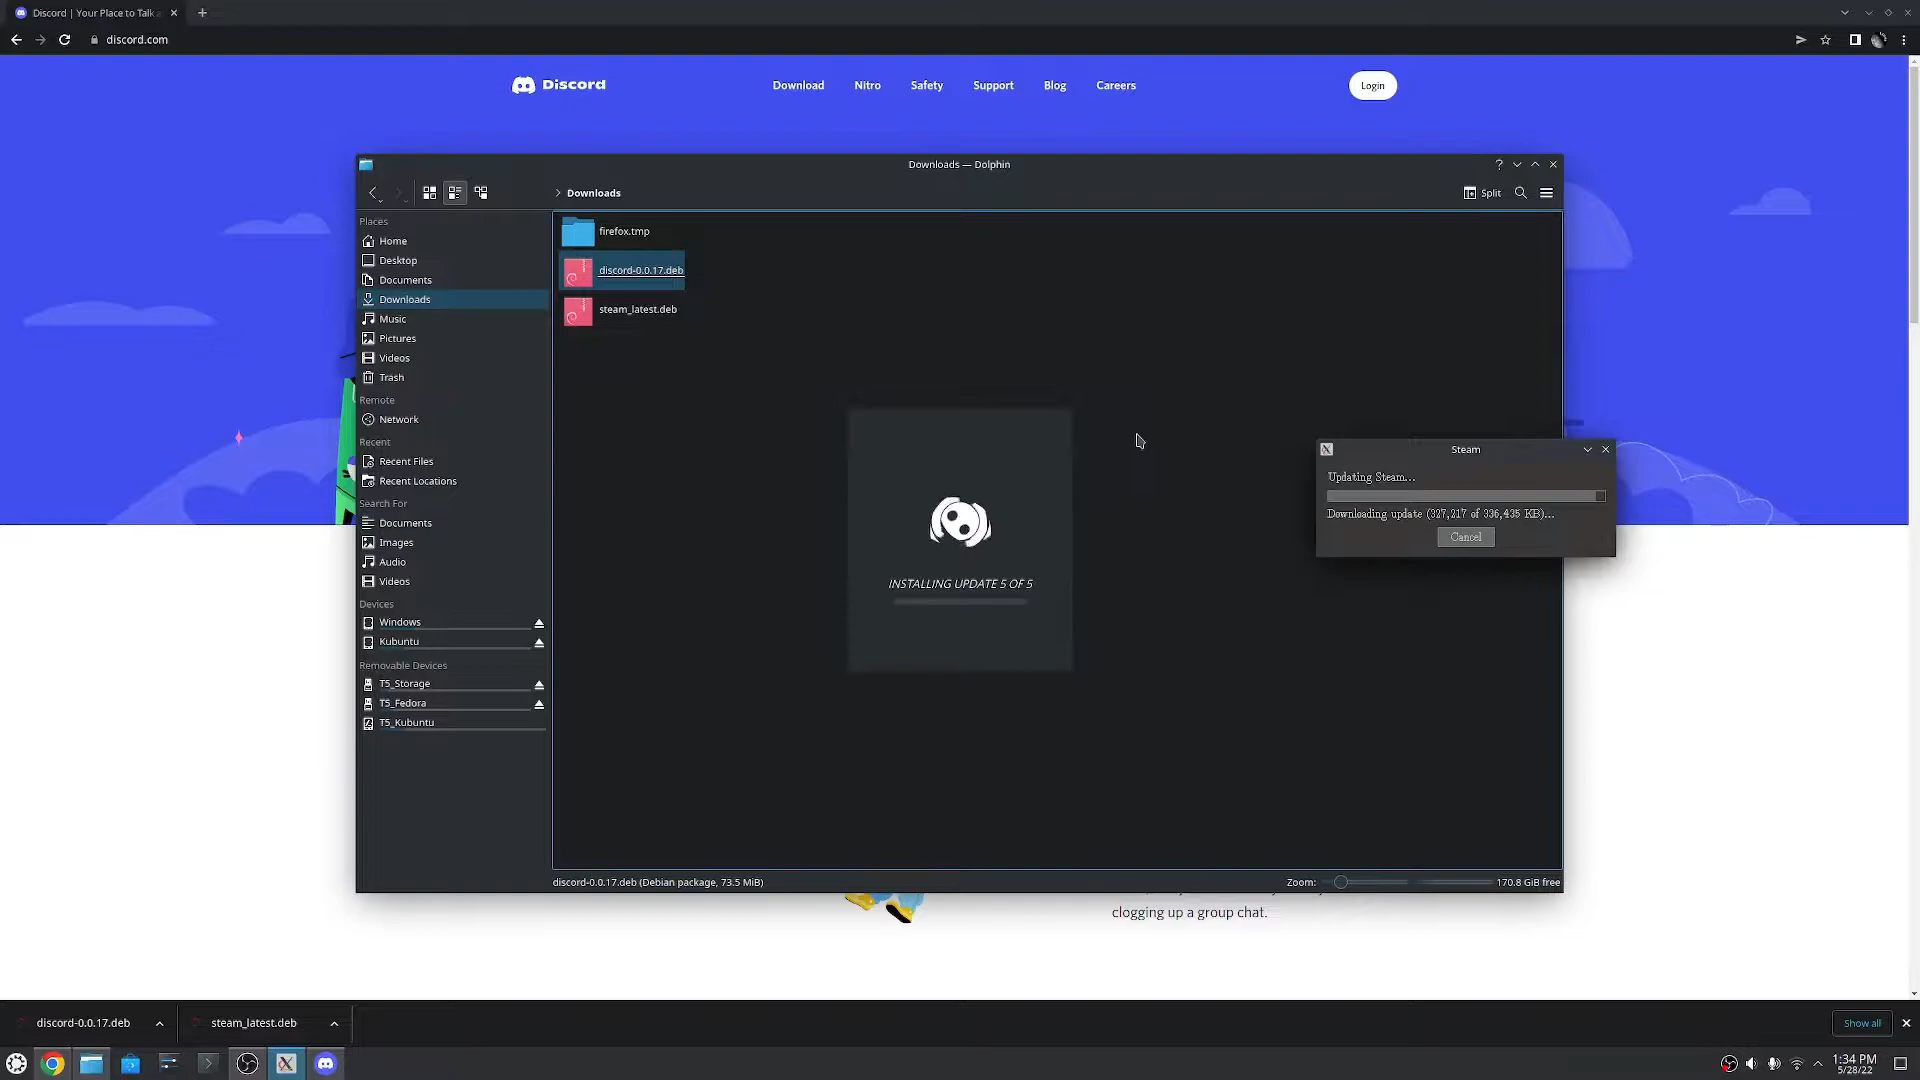 Discord | Your Place to Talk a
discord.com
Discord
Download
Nitro
Safety
Support
Blog
Careers
Login
Downloads — Dolphin
Downloads
Split
Places
Home
Desktop
Documents
Downloads
Music
Pictures
Videos
Trash
Remote
Network
Recent
Recent Files
Recent Locations
Search For
Documents
Images
Audio
Videos
Devices
Windows
Kubuntu
Removable Devices
T5_Storage
T5_Fedora
T5_Kubuntu
firefox.tmp
discord-0.0.17.deb
steam_latest.deb
INSTALLING UPDATE 5 OF 5
Steam
Updating Steam...
Downloading update (327,217 of 336,435 KB)...
Cancel
discord-0.0.17.deb (Debian package, 73.5 MiB)
Zoom:
170.8 GiB free
clogging up a group chat.
discord-0.0.17.deb
steam_latest.deb
Show all
1:34 PM
5/28/22